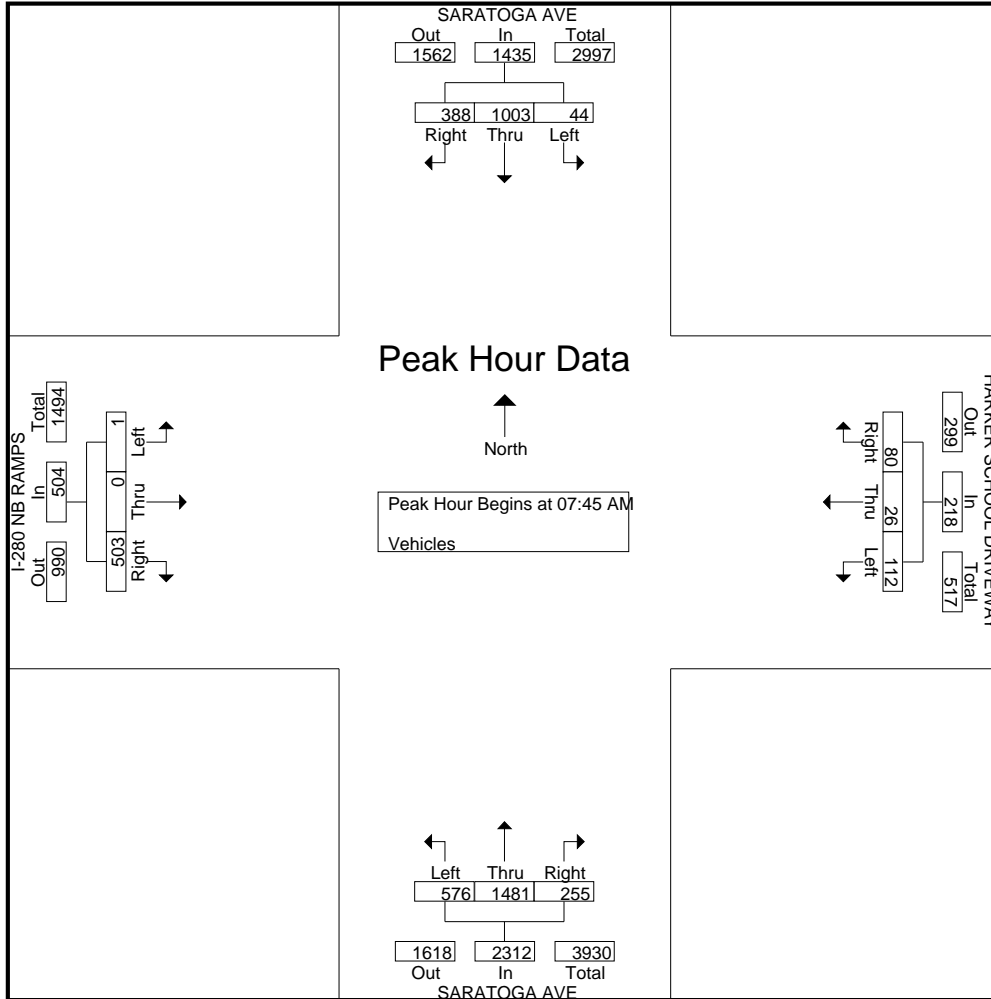 SARATOGA AVE
Out In Total
1562 1435 2997
388 1003 44
Right Thru Left
Peak Hour Data
North
Peak Hour Begins at 07:45 AM
Vehicles
I-280 NB RAMPS
Out In Total
990 504 1494
503 0 1
Right Thru Left
HARKER SCHOOL DRIVEWAY
Out In Total
299 218 517
80 26 112
Right Thru Left
Left Thru Right
576 1481 255
1618 2312 3930
Out In Total
SARATOGA AVE